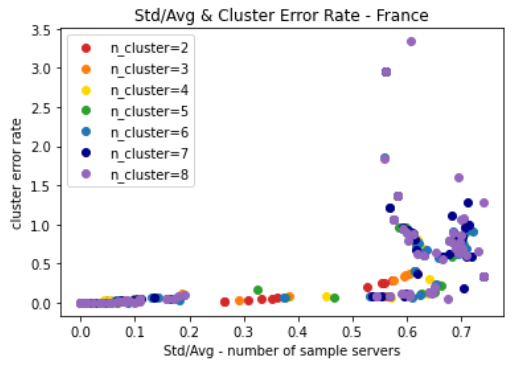 Std/Avg & Cluster Error Rate - France
3.5
3.0
2.5
2.0
1.5
1.0
0.5
0.0
cluster error rate
n_cluster=2
n_cluster=3
n_cluster=4
n_cluster=5
n_cluster=6
n_cluster=7
n_cluster=8
0.0 0.1 0.2 0.3 0.4 0.5 0.6 0.7
Std/Avg - number of sample servers